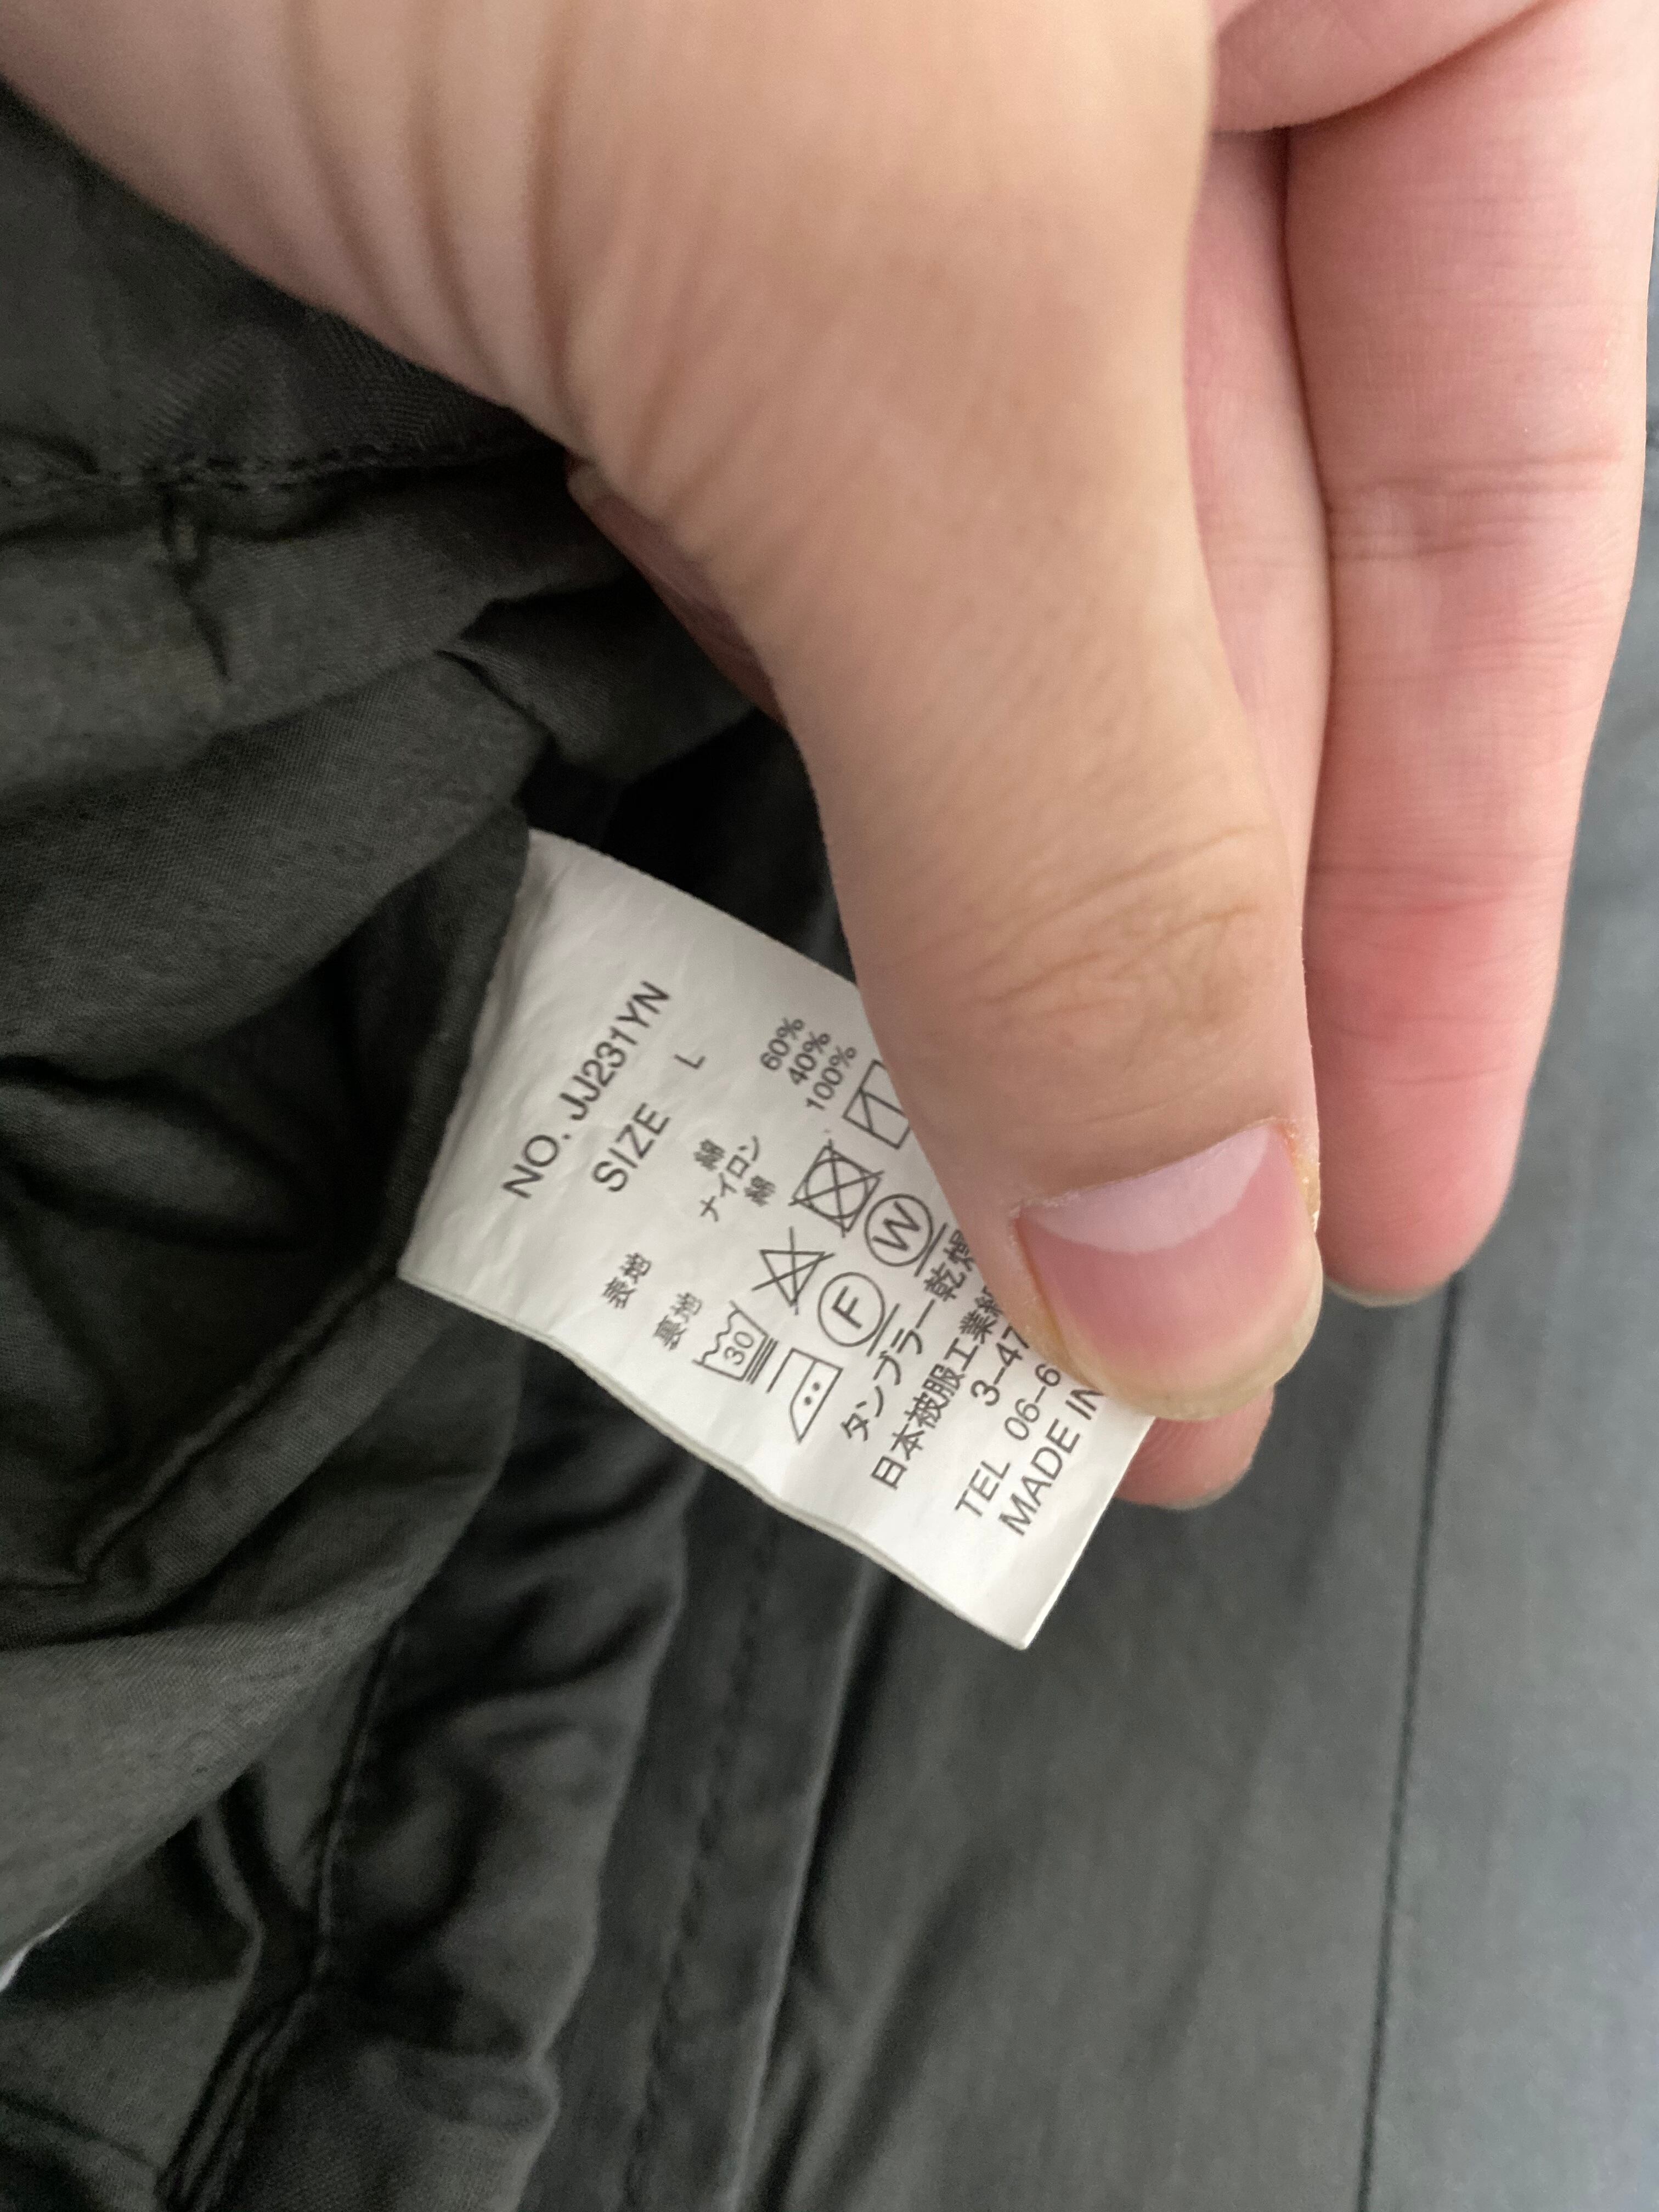 NO. JJ231YN
SIZE L
表地 綿 60%
ナイロン 40%
裏地 綿 100%
30
F W
タンブラー乾燥
日本被服工業組
3-47
TEL 06-6
MADE IN